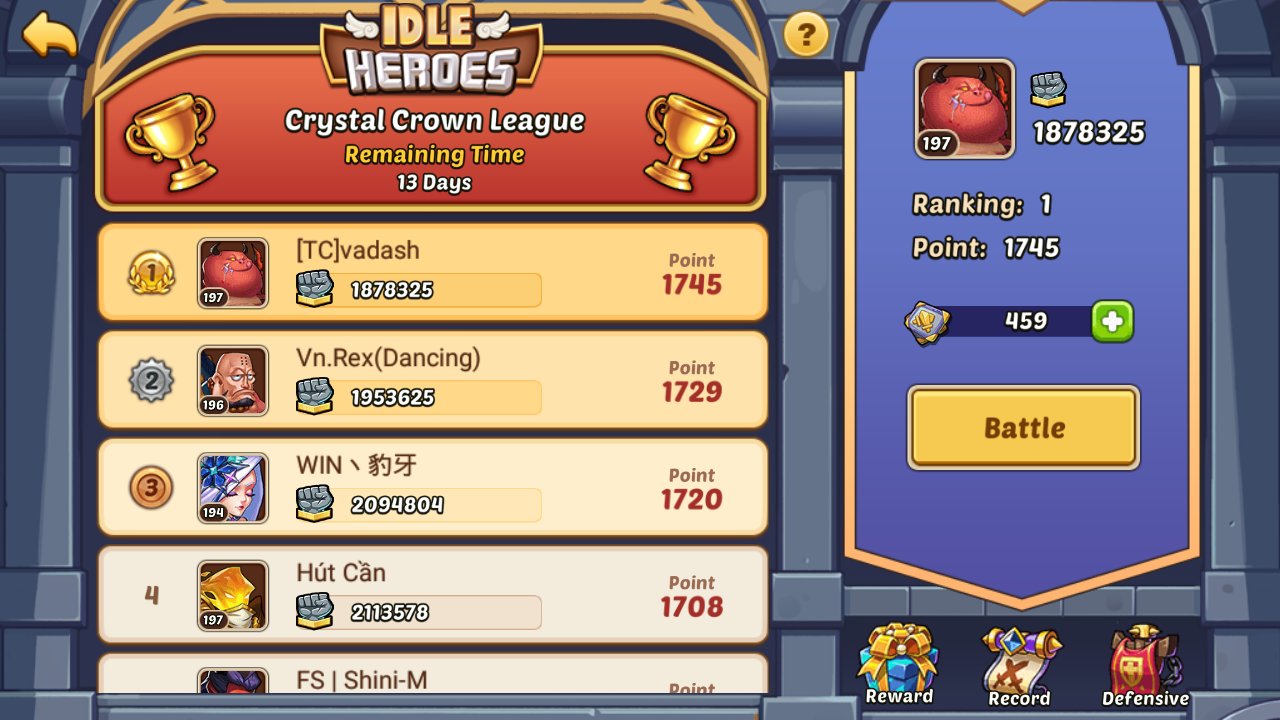 IDLE
HEROES
?
Crystal Crown League
Remaining Time
13 Days
1
197
[TC]vadash
1878325
Point
1745
2
196
Vn.Rex(Dancing)
1953625
Point
1729
3
194
WIN丶豹牙
2094804
Point
1720
4
197
Hút Cần
2113578
Point
1708
FS | Shini-M
Point
197
1878325
Ranking: 1
Point: 1745
459
Battle
Reward
Record
Defensive